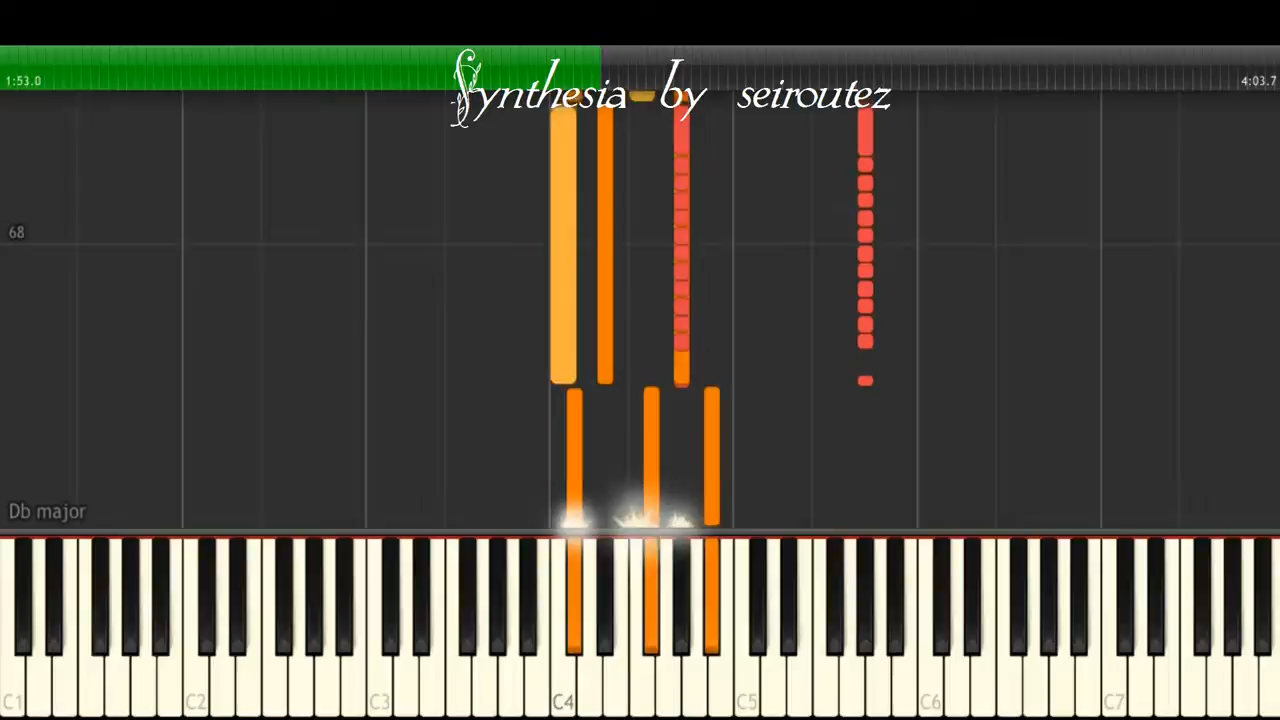 Synthesia by seiroutez
1:53.0
4:03.7
68
Db major
C1 C2 C3 C4 C5 C6 C7